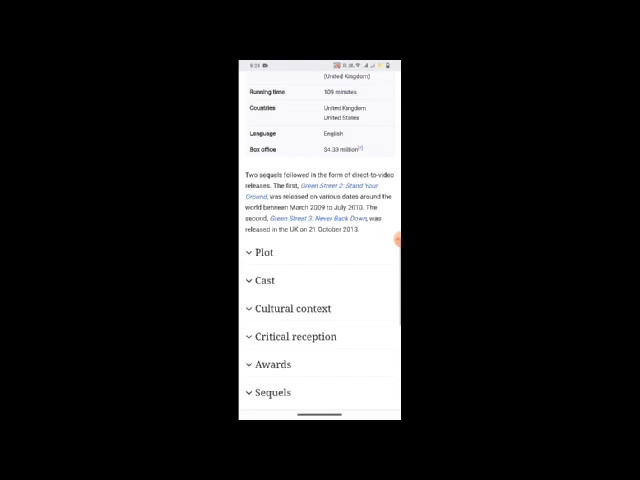 (United Kingdom)
Running time 109 minutes
Countries United Kingdom
United States
Language English
Box office $4.33 million
Two sequels followed in the form of direct-to-video
releases. The first, Green Street 2: Stand Your
Ground, was released on various dates around the
world between March 2009 to July 2010. The
second, Green Street 3: Never Back Down, was
released in the UK on 21 October 2013.
Plot
Cast
Cultural context
Critical reception
Awards
Sequels